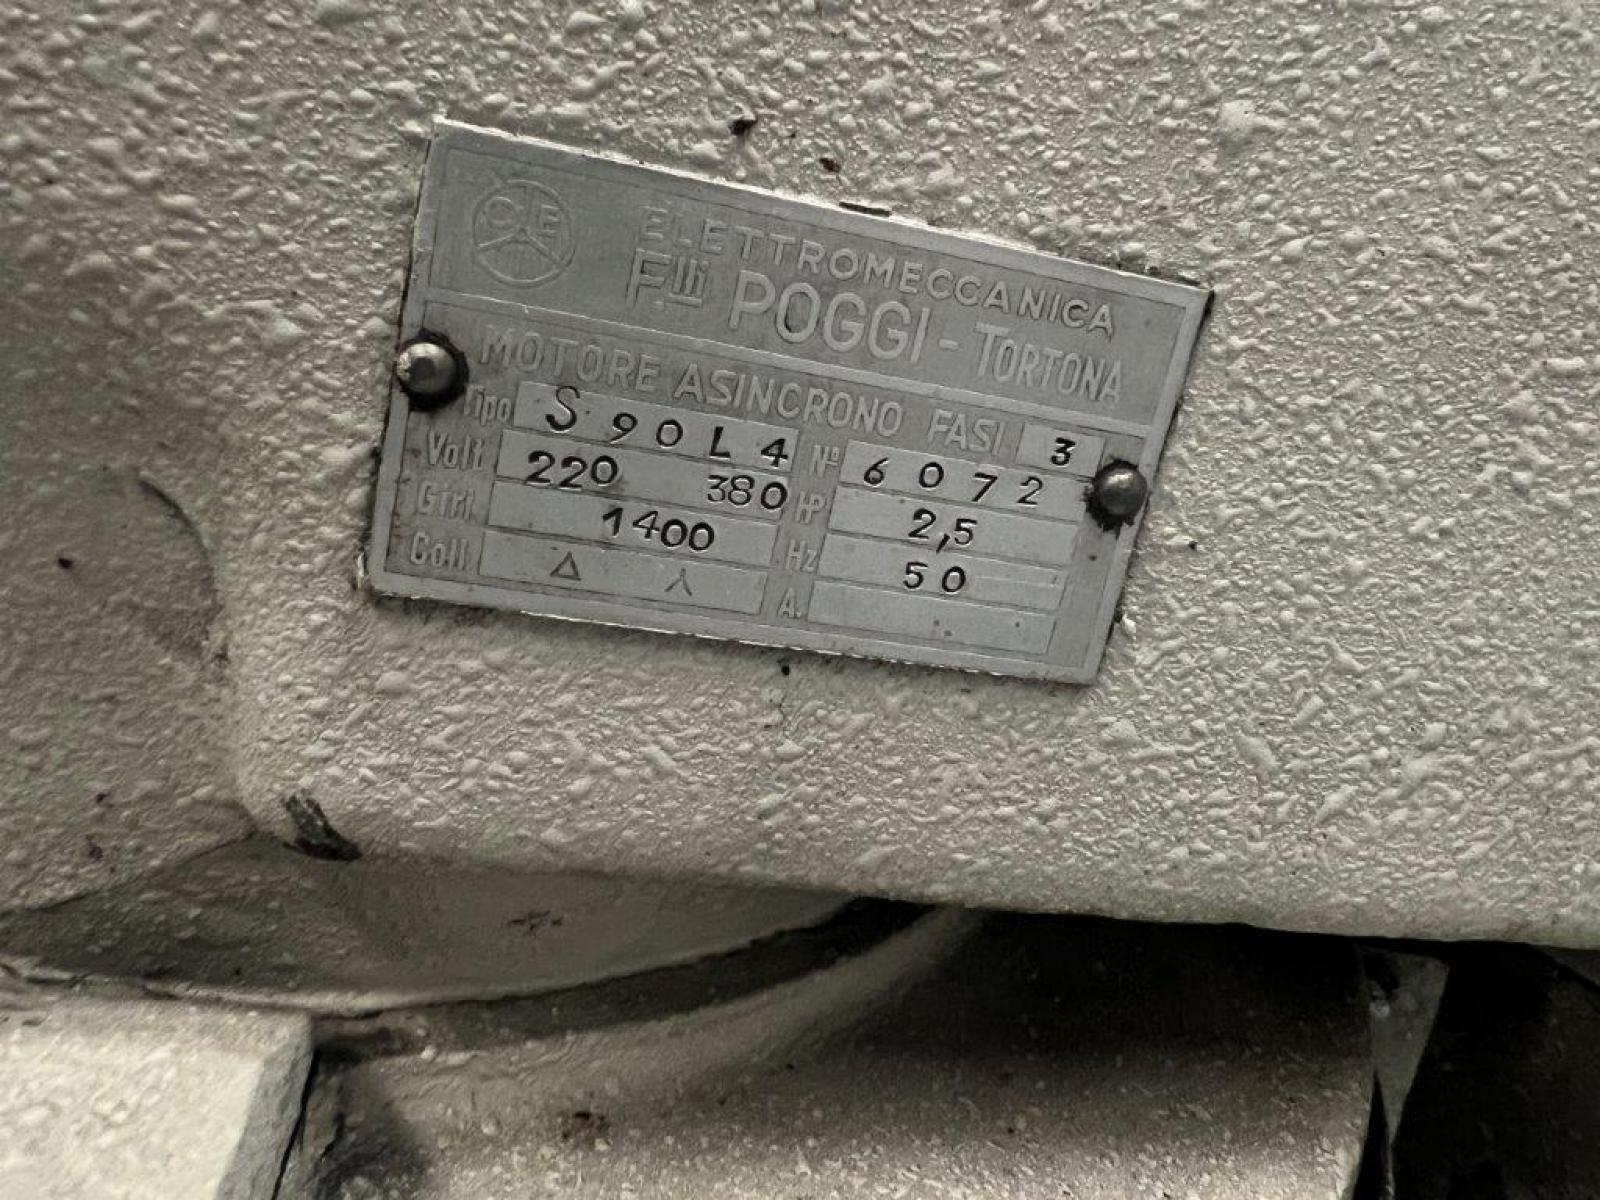 CE
ELETTROMECCANICA
F.lli POGGI - TORTONA
MOTORE ASINCRONO FASI 3
Tipo S 90 L 4 Nº 6072
Volt 220 380 HP 2,5
Giri 1400 Hz 50
Coll. Δ ⅄ A.